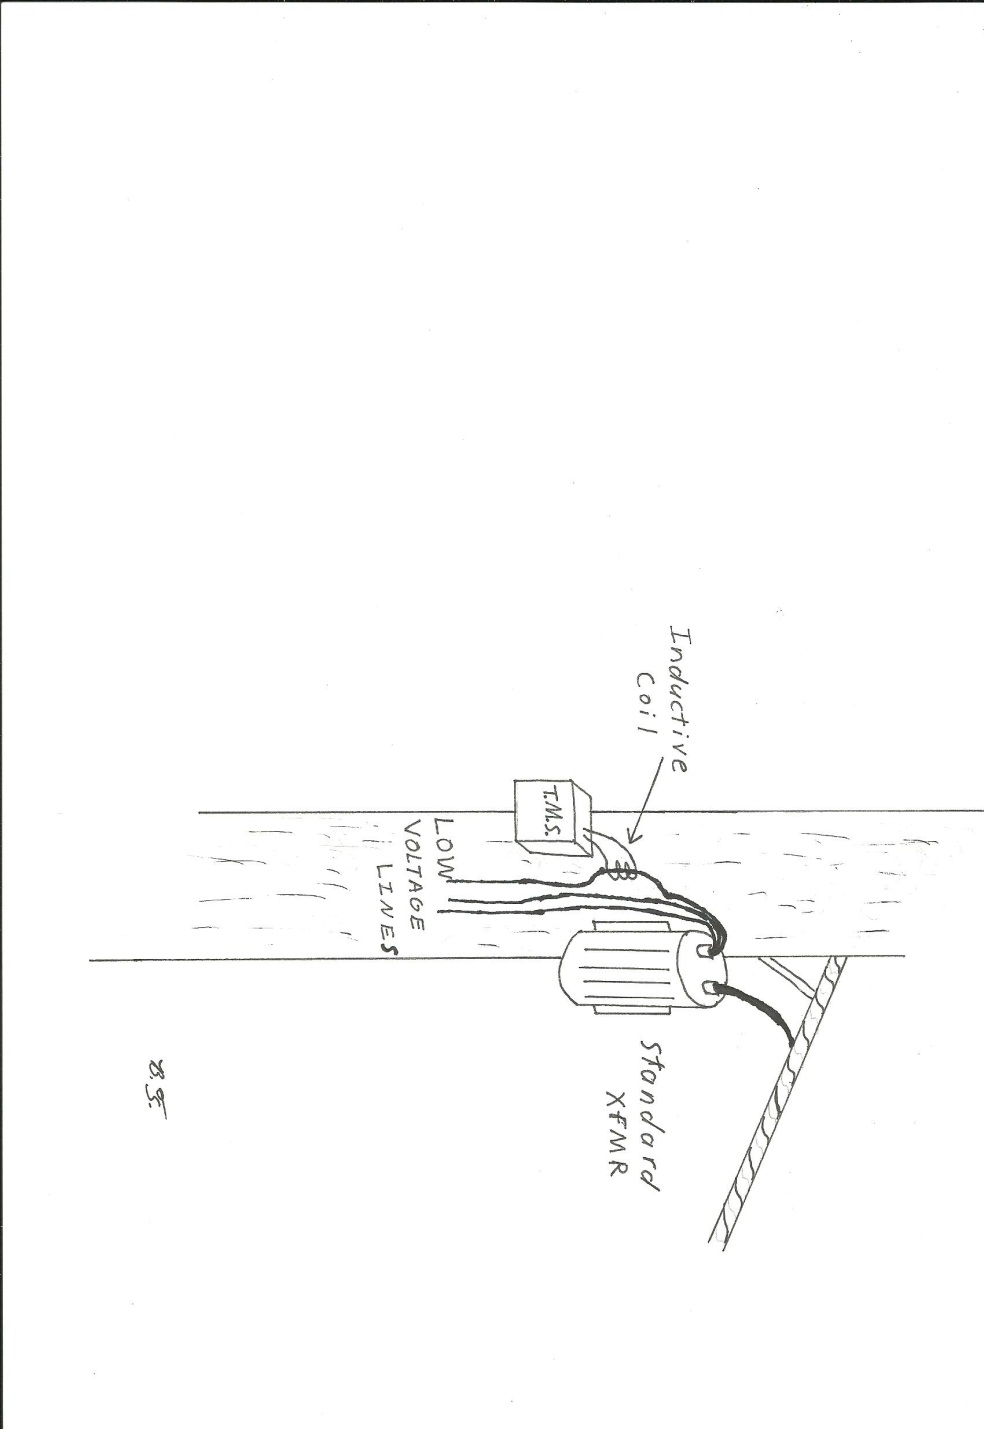 Inductive
Coil
T.M.S.
LOW
VOLTAGE
LINES
Standard
XFMR